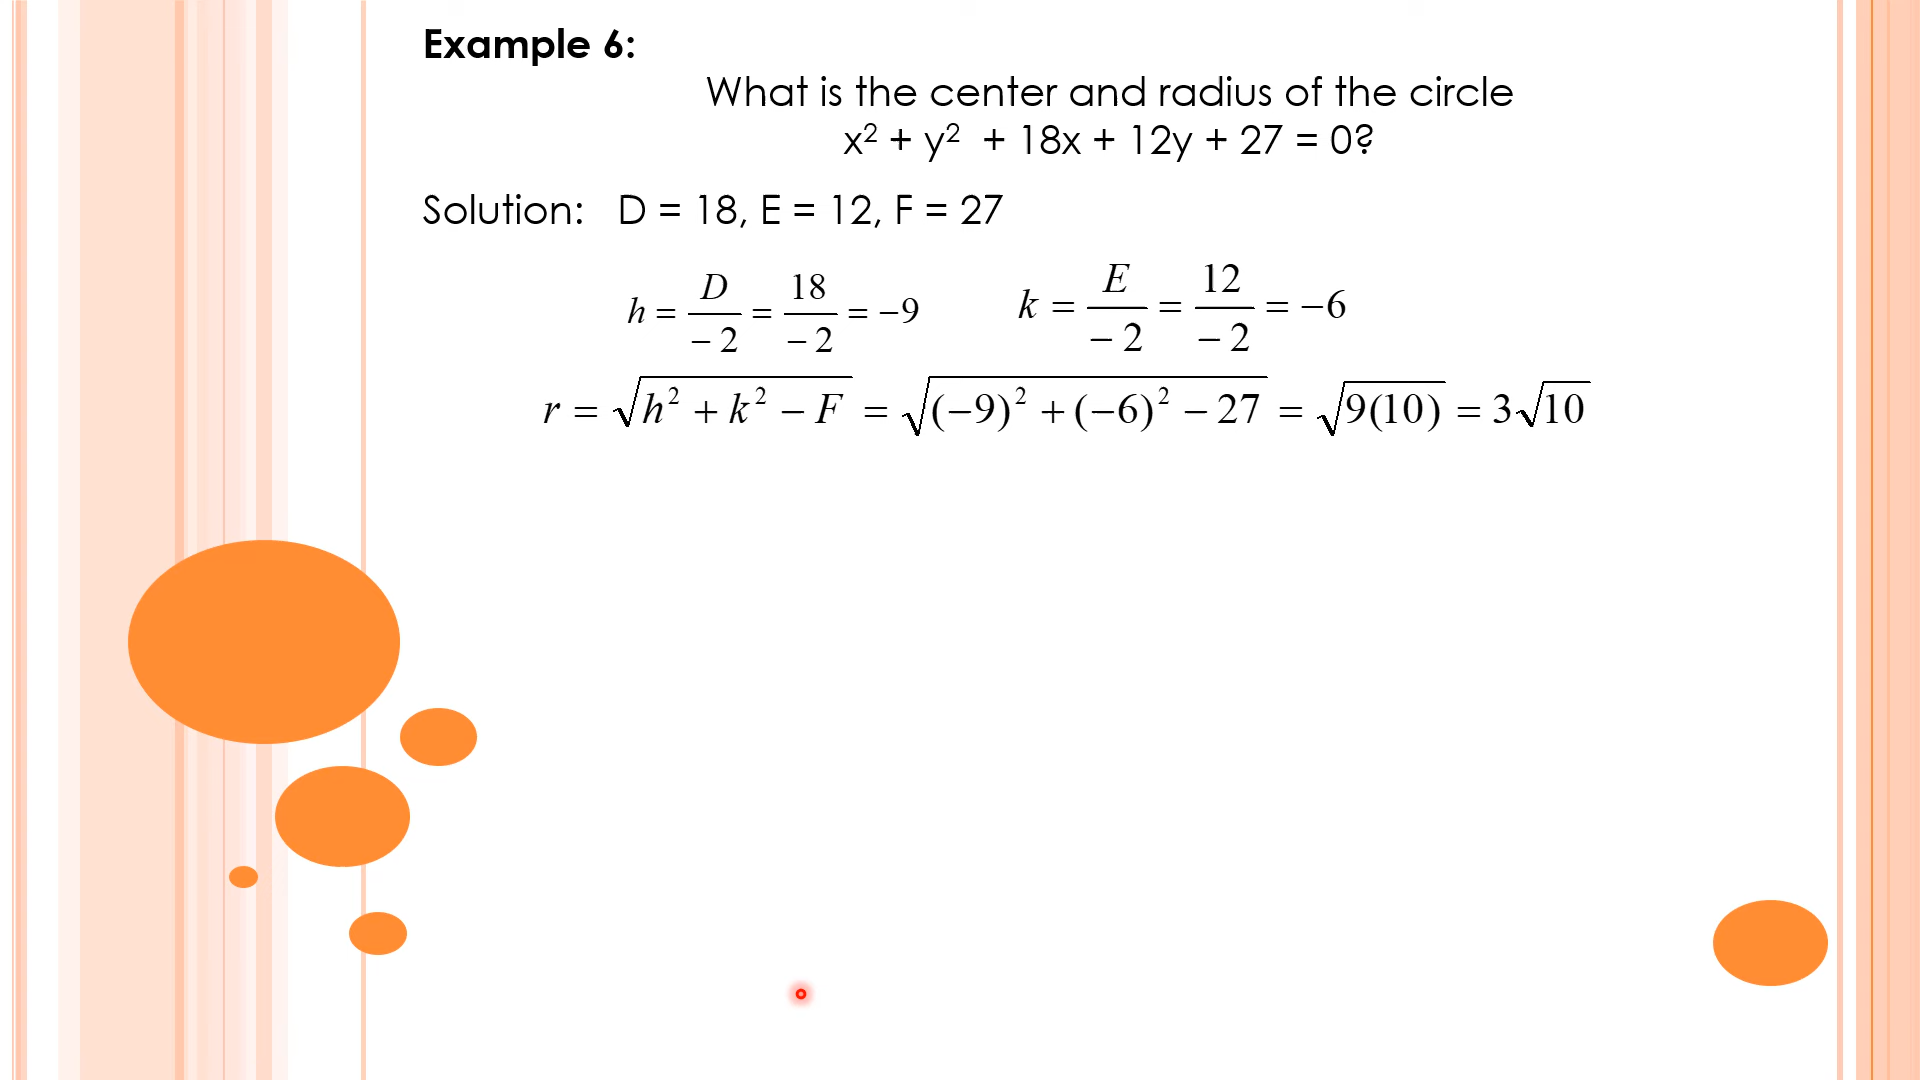 Example 6:
What is the center and radius of the circle
x² + y² + 18x + 12y + 27 = 0?
Solution: D = 18, E = 12, F = 27
h = D/−2 = 18/−2 = −9 k = E/−2 = 12/−2 = −6
r = √(h² + k² − F) = √((−9)² + (−6)² − 27) = √(9(10)) = 3√10